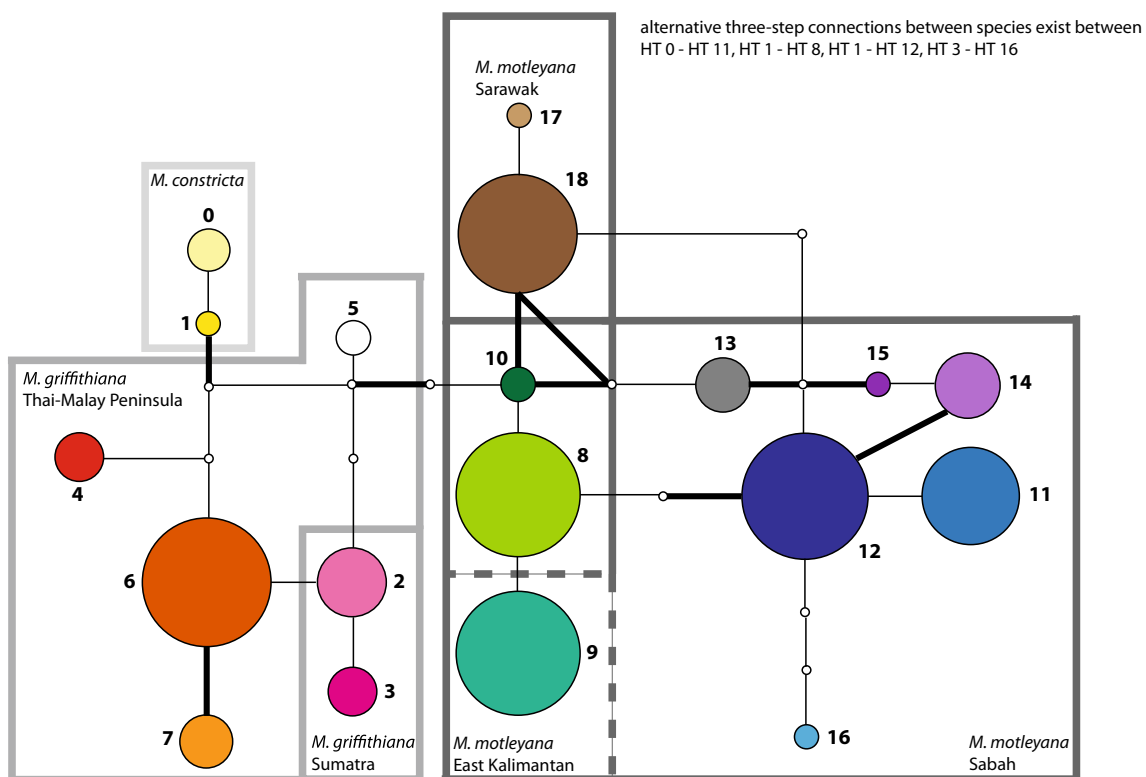 alternative three-step connections between species exist between
HT 0 - HT 11, HT 1 - HT 8, HT 1 - HT 12, HT 3 - HT 16
M. motleyana
Sarawak
17
M. constricta
18
0
1
5
13
10
15
14
M. griffithiana
Thai-Malay Peninsula
4
8
11
12
6
2
9
3
7
16
M. griffithiana
Sumatra
M. motleyana
East Kalimantan
M. motleyana
Sabah